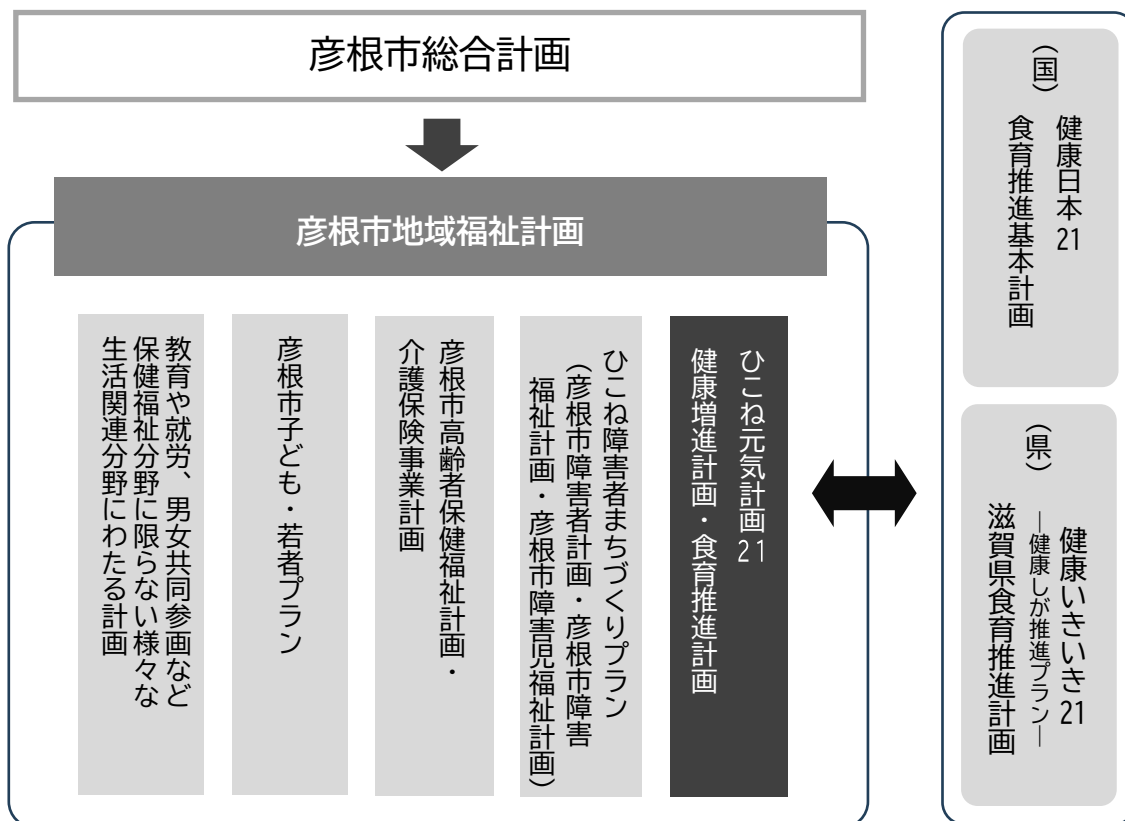 彦根市総合計画
彦根市地域福祉計画
教育や就労、男女共同参画など
保健福祉分野に限らない様々な
生活関連分野にわたる計画
彦根市子ども・若者プラン
彦根市高齢者保健福祉計画・
介護保険事業計画
ひこね障害者まちづくりプラン
（彦根市障害者計画・彦根市障害
福祉計画・彦根市障害児福祉計画）
ひこね元気計画21
健康増進計画・食育推進計画
（国）
健康日本21
食育推進基本計画
（県）
健康いきいき21
―健康しが推進プラン―
滋賀県食育推進計画